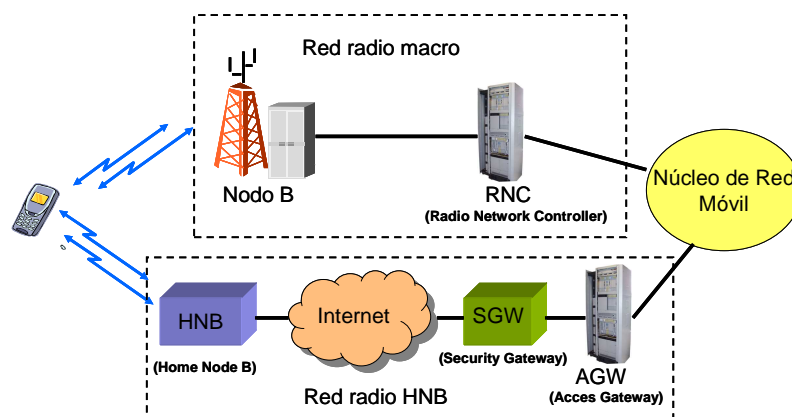 Red radio macro
Nodo B
RNC
(Radio Network Controller)
Núcleo de Red
Móvil
HNB
(Home Node B)
Internet
SGW
(Security Gateway)
AGW
(Acces Gateway)
Red radio HNB